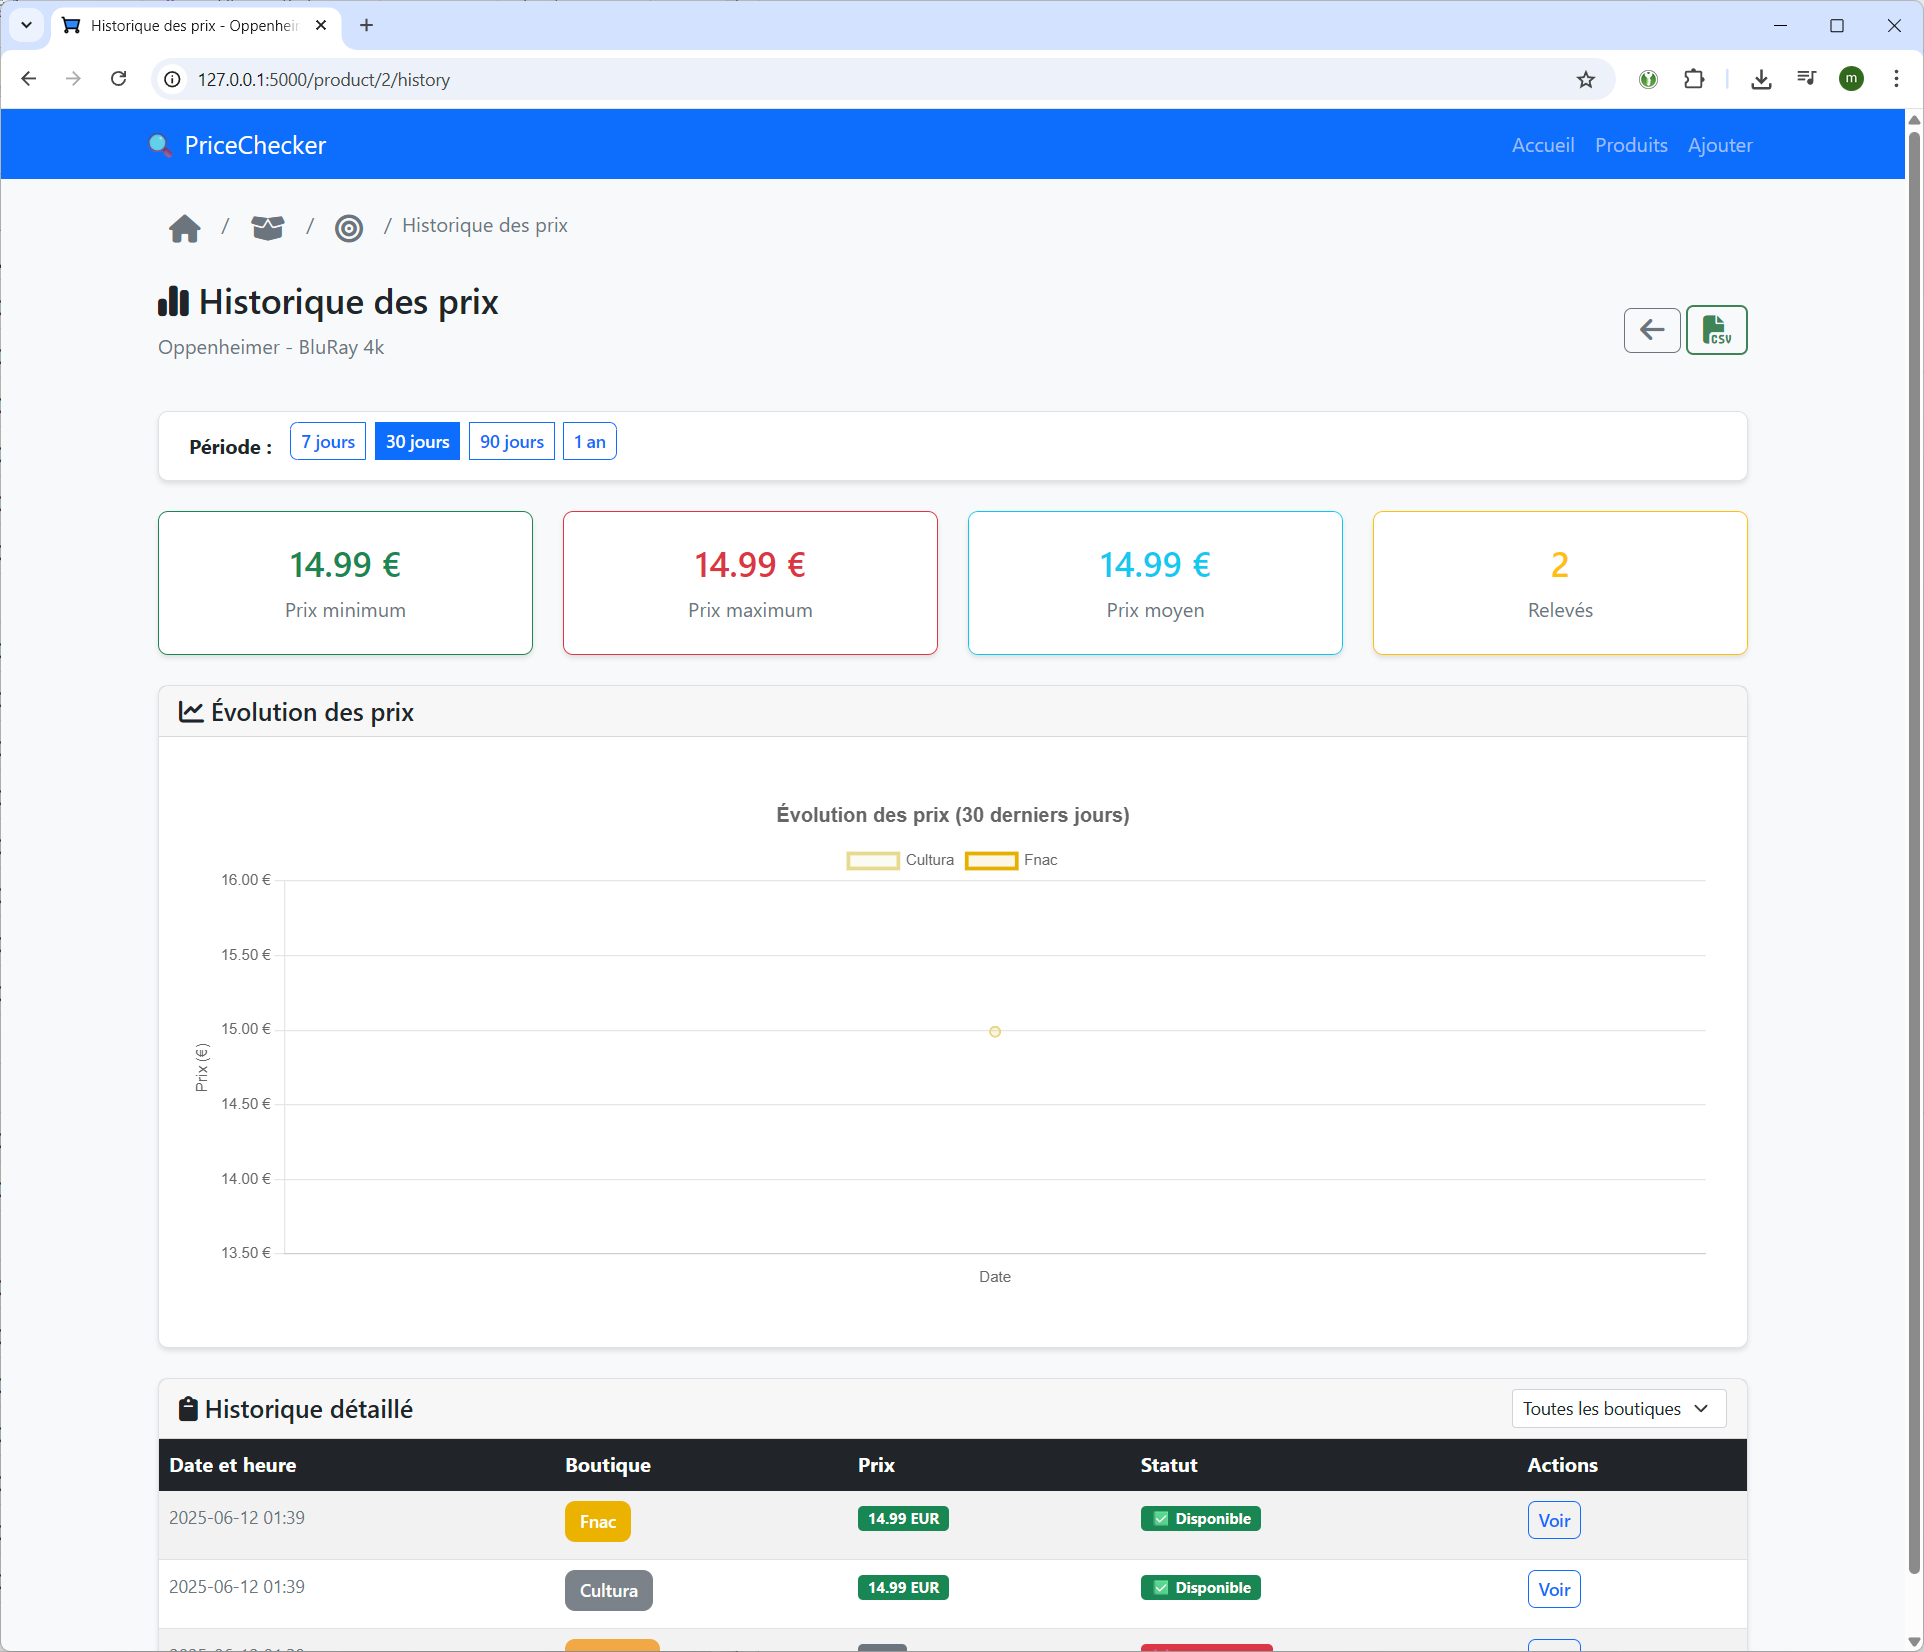 Historique des prix - Oppenhei
127.0.0.1:5000/product/2/history
m
PriceChecker
Accueil Produits Ajouter
/ / / Historique des prix
Historique des prix
Oppenheimer - BluRay 4k
CSV
Période : 7 jours 30 jours 90 jours 1 an
14.99 € 14.99 € 14.99 € 2
Prix minimum Prix maximum Prix moyen Relevés
Évolution des prix
Évolution des prix (30 derniers jours)
Cultura Fnac
16.00 €
15.50 €
15.00 €
14.50 €
14.00 €
13.50 €
Prix (€)
Date
Historique détaillé
Toutes les boutiques
Date et heure Boutique Prix Statut Actions
2025-06-12 01:39 Fnac 14.99 EUR Disponible Voir
2025-06-12 01:39 Cultura 14.99 EUR Disponible Voir